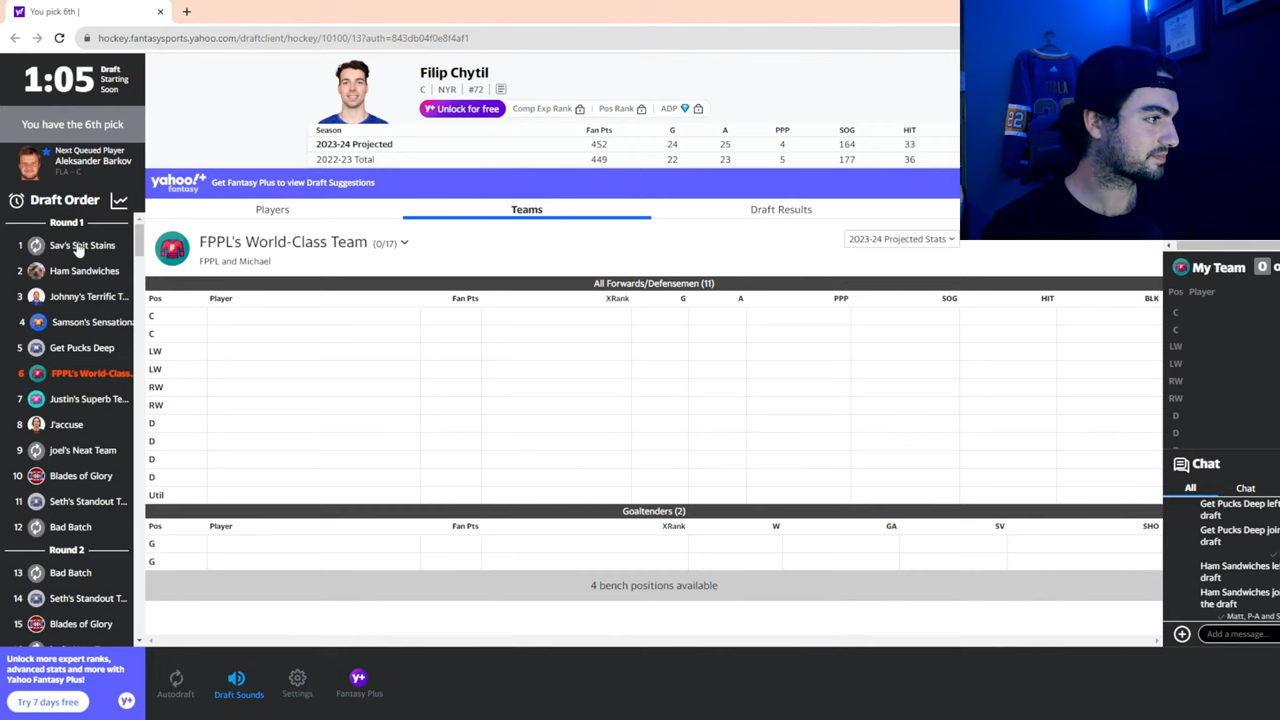 You pick 6th |
hockey.fantasysports.yahoo.com/draftclient/hockey/10100/13?auth=843db04f0e8f4af1
1:05 Draft Starting Soon
You have the 6th pick
Next Queued Player
Aleksander Barkov
FLA - C
Draft Order
Round 1
1 Sav's Stains
2 Ham Sandwiches
3 Johnny's Terrific T...
4 Samson's Sensation
5 Get Pucks Deep
6 FPPL's World-Class...
7 Justin's Superb Te...
8 J'accuse
9 joel's Neat Team
10 Blades of Glory
11 Seth's Standout T...
12 Bad Batch
Round 2
13 Bad Batch
14 Seth's Standout T...
15 Blades of Glory
Unlock more expert ranks,
advanced stats and more with
Yahoo Fantasy Plus!
Try 7 days free
y+
Filip Chytil
C NYR #72
y+ Unlock for free Comp Exp Rank Pos Rank ADP
Season Fan Pts G A PPP SOG HIT
2023-24 Projected 452 24 25 4 164 33
2022-23 Total 449 22 23 5 177 36
yahoo!+ fantasy Get Fantasy Plus to view Draft Suggestions
Players Teams Draft Results
FPPL's World-Class Team (0/17)
FPPL and Michael
2023-24 Projected Stats
All Forwards/Defensemen (11)
Pos Player Fan Pts XRank G A PPP SOG HIT BLK
C
C
LW
LW
RW
RW
D
D
D
D
Util
Goaltenders (2)
Pos Player Fan Pts XRank W GA SV SHO
G
G
4 bench positions available
Autodraft
Draft Sounds
Settings
y+
Fantasy Plus
My Team 0 o
Pos Player
C
C
LW
LW
RW
RW
D
D
Chat
All Chat
Get Pucks Deep left
draft
Get Pucks Deep join
draft
Ham Sandwiches lef
draft
Ham Sandwiches jo
the draft
Matt, P-A and S
Add a message...